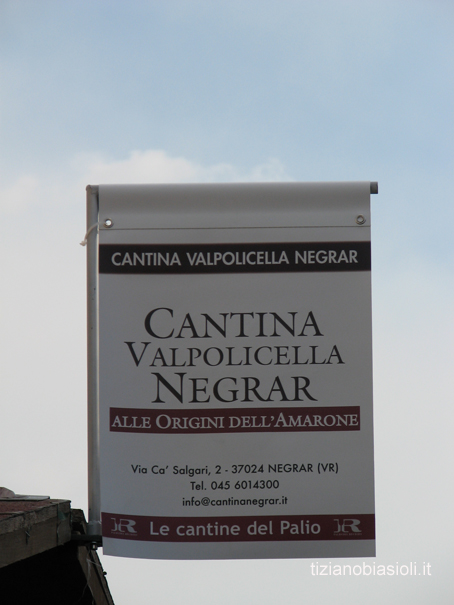 CANTINA VALPOLICELLA NEGRAR
CANTINA
VALPOLICELLA
NEGRAR
ALLE ORIGINI DELL'AMARONE
Via Ca' Salgari, 2 - 37024 NEGRAR (VR)
Tel. 045 6014300
info@cantinanegrar.it
Le cantine del Palio
tizianobiasioli.it